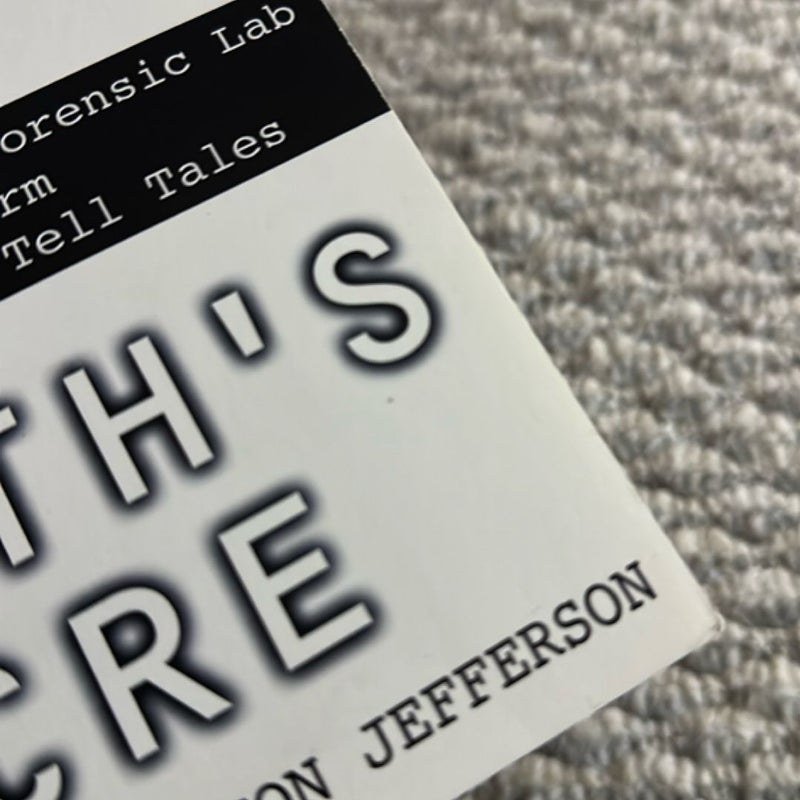 orensic Lab
rm
Tell Tales
TH'S
CRE
ON JEFFERSON